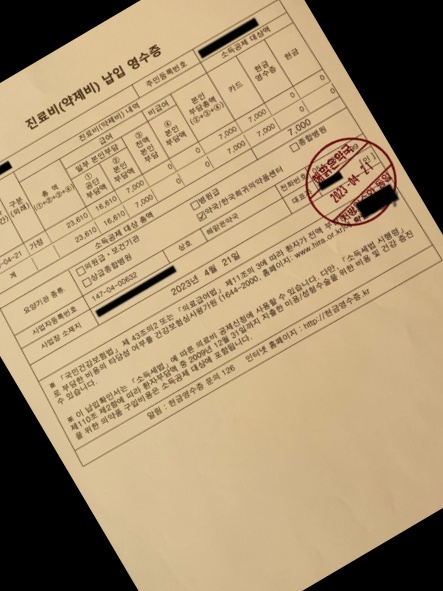 진료비(약제비) 납입 영수증
주민등록번호
진료비(약제비) 내역
소득공제 대상액
급여
비급여
일부 본인부담
구분
총 액
(①+②+③+④)
① 공단 부담액
② 본인 부담액
③ 전액 본인 부담
④ 본인 부담액
본인 부담총액 (②+③+④)
카드
현금 영수증
현금
-04-21 가정 23,610 16,610 7,000 0 0 7,000 7,000 0 0
계 23,610 16,610 7,000 0 0 7,000 7,000 0
소득공제 대상 총액 7,000
요양기관 종류
□의원급·보건기관 □병원급 □종합병원
□상급종합병원 ☑약국/한국희귀의약품센터
사업자등록번호 147-04-00632 상호 해맑은약국 전화번호
사업장 소재지 대표
2023년 4월 21일
해맑은약국
2023 -04- 21
※ 『국민건강보험법』 제 43조의2 또는 『의료급여법』 제11조의 3에 따라 환자가 전액 부
로 부담한 비용의 타당성 여부를 건강보험심사평가원 (1644-2000, 홈페이지: www.hira.or.kr)
수 있습니다.
※ 이 납입확인서는 『소득세법』에 따른 의료비 공제신청에 사용할 수 있습니다. 다만, 『소득세법 시행령』
제110조 제2항에 따라 환자부담액 중 2009년 12월 31일까지 지출한 미용/성형수술을 위한 비용 및 건강 증진
을 위한 의약품 구입비용은 소득공제 대상에 포함됩니다.
알림 : 현금영수증 문의 126 인터넷 홈페이지 : http://현금영수증.kr